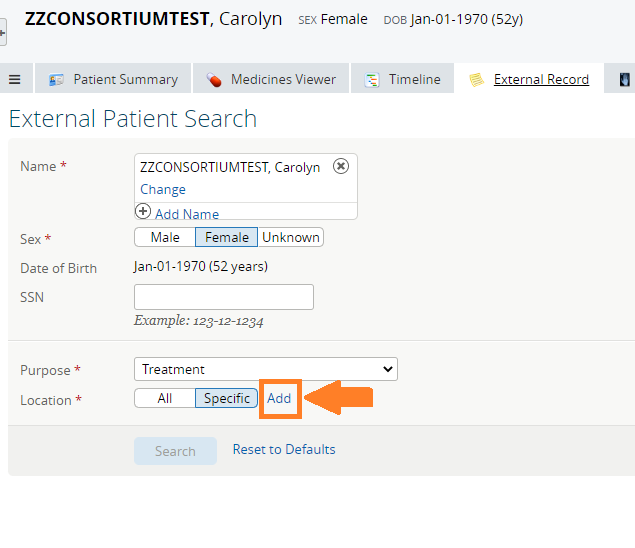 ZZCONSORTIUMTEST, Carolyn SEX Female DOB Jan-01-1970 (52y)
Patient Summary Medicines Viewer Timeline External Record
External Patient Search
Name * ZZCONSORTIUMTEST, Carolyn
Change
Add Name
Sex * Male Female Unknown
Date of Birth Jan-01-1970 (52 years)
SSN
Example: 123-12-1234
Purpose * Treatment
Location * All Specific Add
Search Reset to Defaults